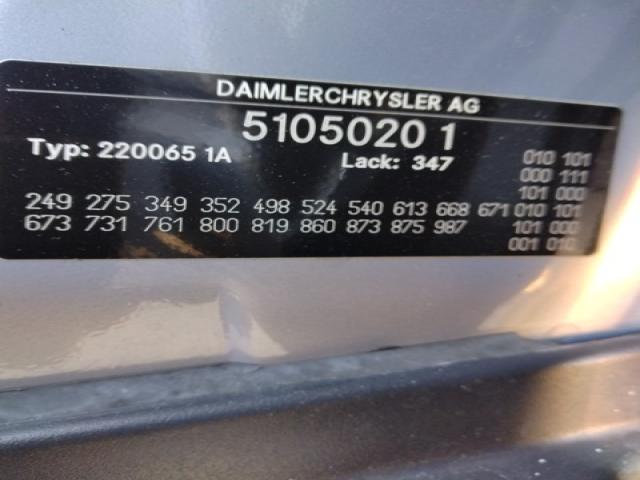 DAIMLERCHRYSLER AG
5105020 1
Typ: 220065 1A Lack: 347
010 101
000 111
101 000
249 275 349 352 498 524 540 613 668 671 010 101
673 731 761 800 819 860 873 875 987 101 000
001 010